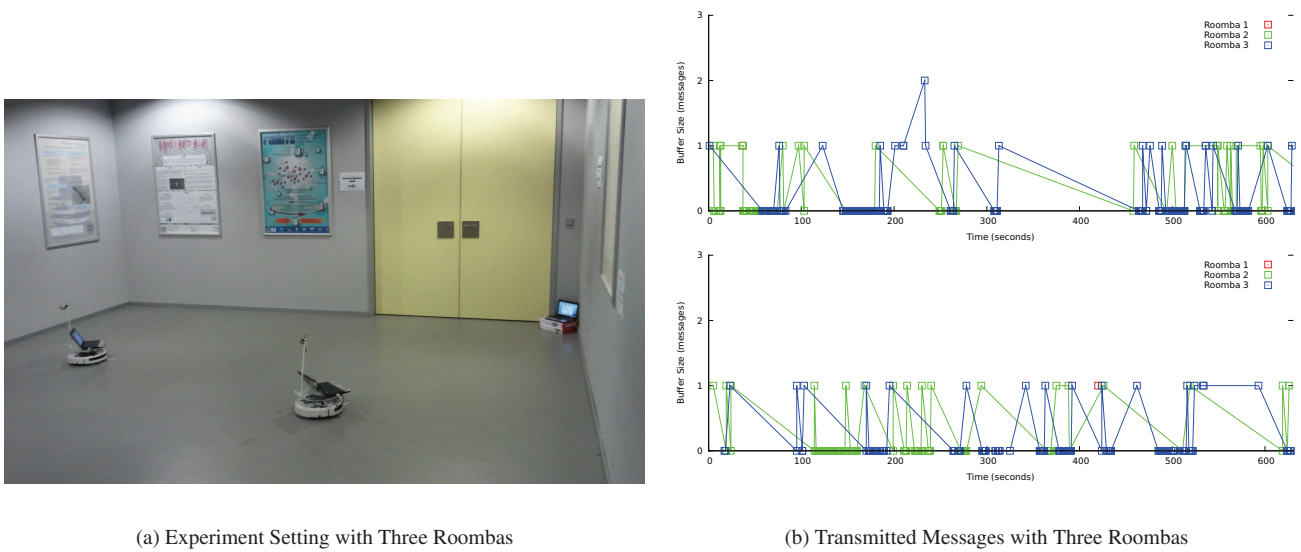 3
2
1
0
Buffer Size (messages)
Roomba 1
Roomba 2
Roomba 3
0 100 200 300 400 500 600
Time (seconds)
3
2
1
0
Buffer Size (messages)
Roomba 1
Roomba 2
Roomba 3
0 100 200 300 400 500 600
Time (seconds)
(a) Experiment Setting with Three Roombas
(b) Transmitted Messages with Three Roombas